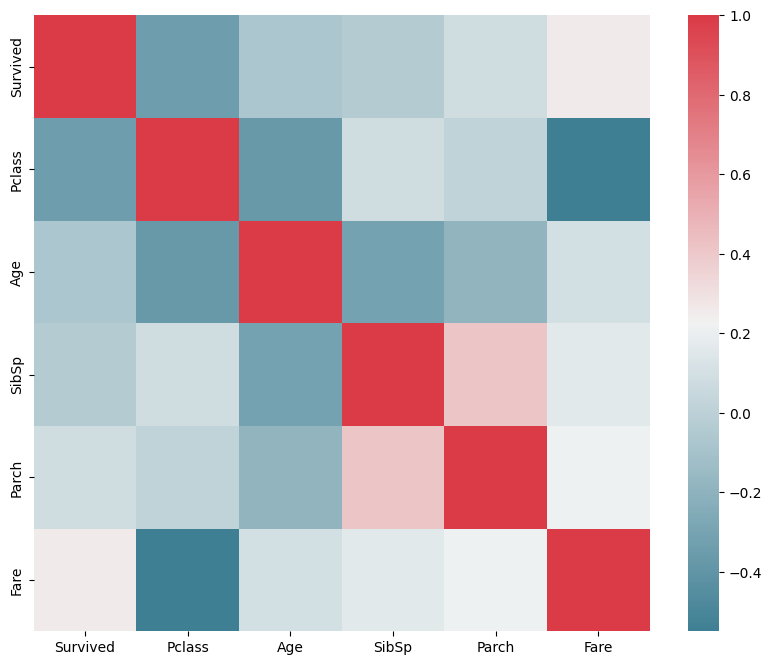 Survived
Pclass
Age
SibSp
Parch
Fare
Survived Pclass Age SibSp Parch Fare
1.0
0.8
0.6
0.4
0.2
0.0
−0.2
−0.4